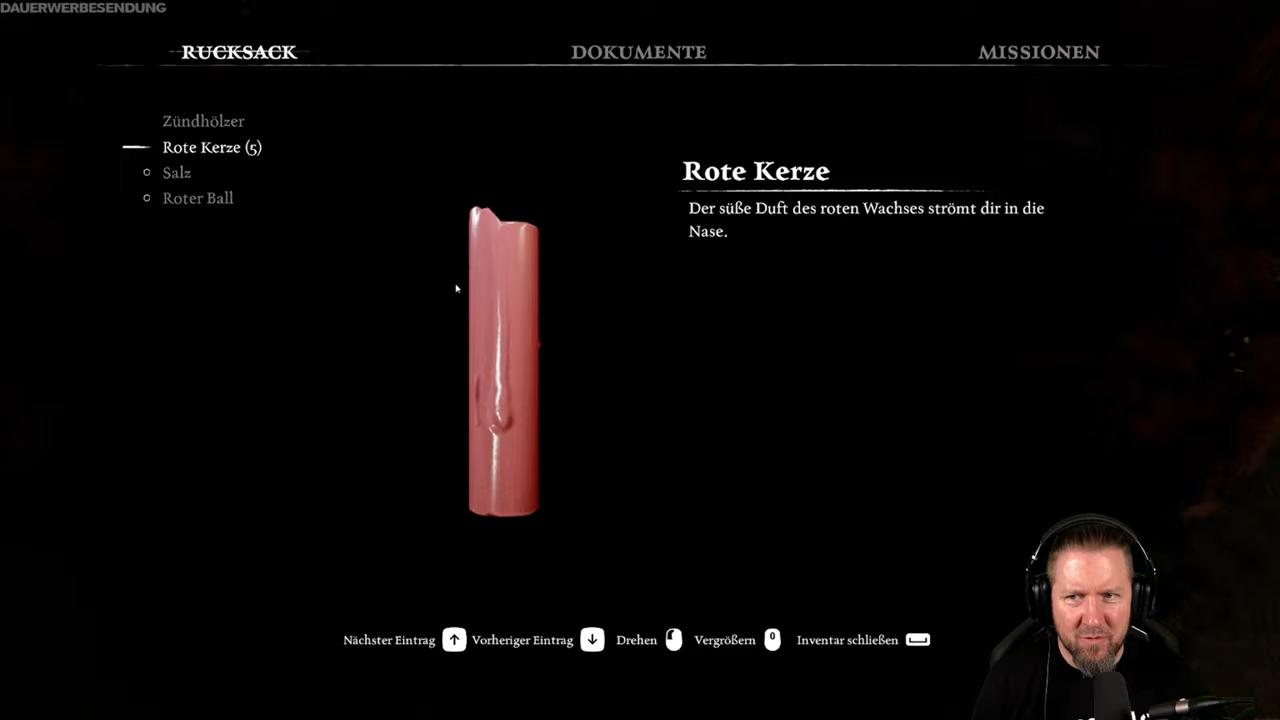 DAUERWERBESENDUNG
RUCKSACK
DOKUMENTE
MISSIONEN
Zündhölzer
Rote Kerze (5)
Salz
Roter Ball
Rote Kerze
Der süße Duft des roten Wachses strömt dir in die
Nase.
Nächster Eintrag ↑ Vorheriger Eintrag ↓ Drehen Vergrößern Inventar schließen